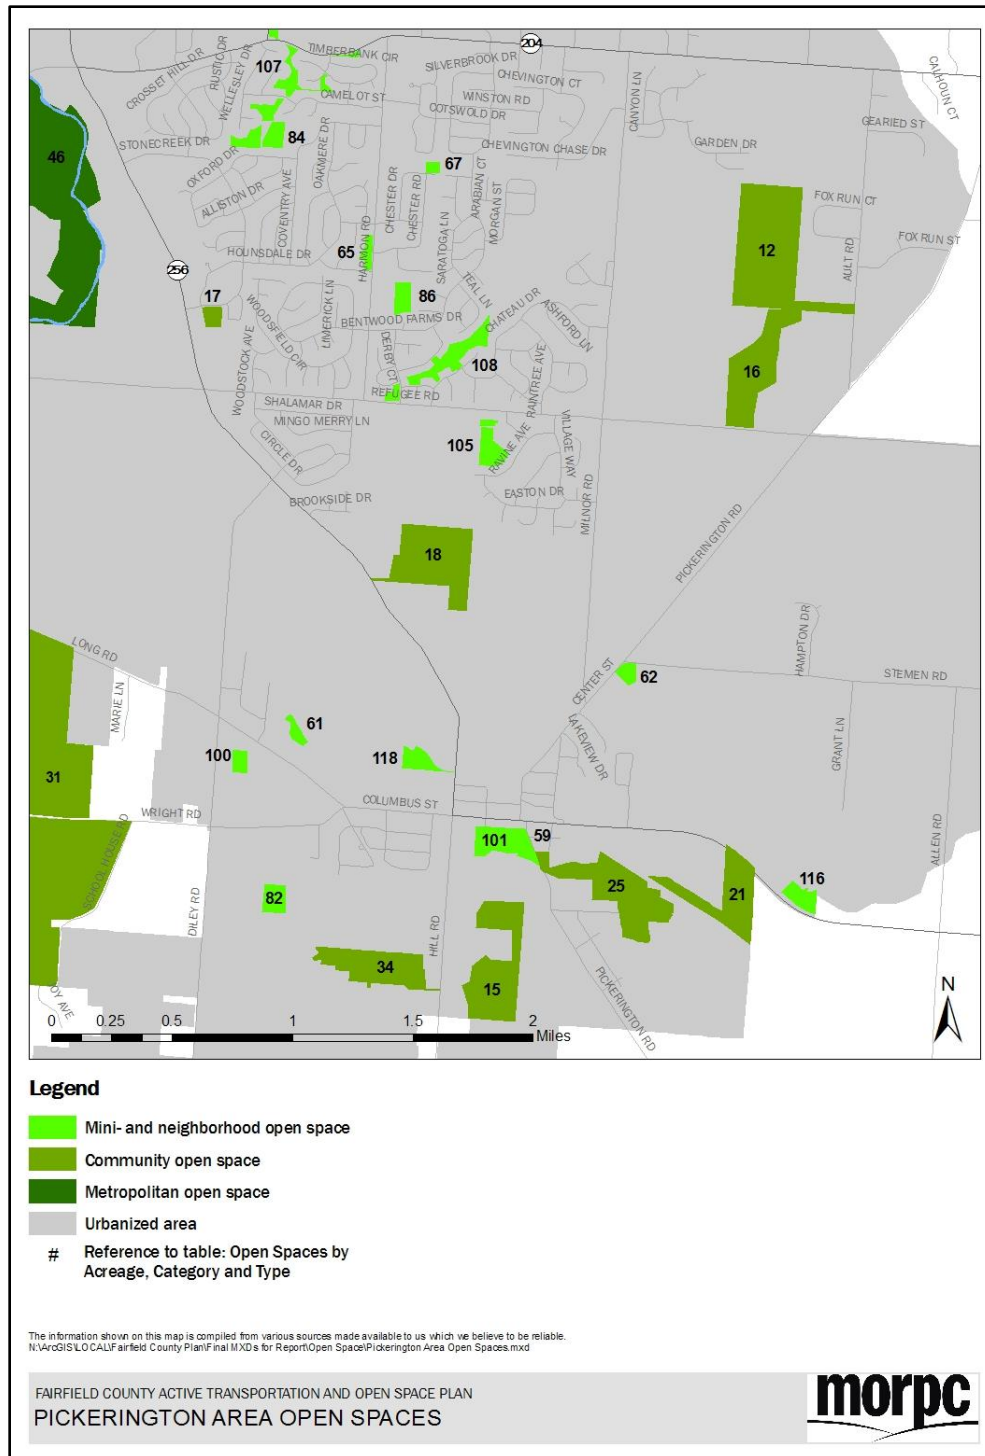 204
TIMBERBANK CIR
SILVERBROOK DR
CALHOUN CT
RUSTIC DR
CROSSET HILL DR
WELLESLEY DR
107
CHEVINGTON CT
CAMELOT ST
WINSTON RD
COTSWOLD DR
CANYON LN
GEARIED ST
STONECREEK DR
84
OAKMERE DR
CHEVINGTON CHASE DR
GARDEN DR
46
OXFORD DR
67
ALLISTON DR
COVENTRY AVE
CHESTER DR
CHESTER RD
ARABIAN CT
MORGAN ST
FOX RUN CT
SARATOGA LN
HARMON RD
HOUNSDALE DR
65
12
AULT RD
FOX RUN ST
256
17
86
TEAL LN
WOODSFIELD CIR
LIMERICK LN
BENTWOOD FARMS DR
CHATEAU DR
ASHFORD LN
DERBY CT
108
16
WOODSTOCK AVE
REFUGEE RD
RAINTREE AVE
SHALAMAR DR
MINGO MERRY LN
105
RAVINE AVE
VILLAGE WAY
CIRCLE DR
EASTON DR
BROOKSIDE DR
MILNOR RD
PICKERINGTON RD
18
LONG RD
HAMPTON DR
MARIE LN
CENTER ST
62
STEMEN RD
61
LAKEVIEW DR
GRANT LN
100
118
31
COLUMBUS ST
WRIGHT RD
SCHOOL HOUSE RD
101
59
ALLEN RD
82
25
21
116
DILEY RD
HILL RD
34
15
PICKERINGTON RD
OY AVE
N
0 0.25 0.5 1 1.5 2
Miles
Legend
Mini- and neighborhood open space
Community open space
Metropolitan open space
Urbanized area
# Reference to table: Open Spaces by
Acreage, Category and Type
The information shown on this map is compiled from various sources made available to us which we believe to be reliable.
N:\ArcGIS\LOCAL\Fairfield County Plan\Final MXDs for Report\Open Space\Pickerington Area Open Spaces.mxd
FAIRFIELD COUNTY ACTIVE TRANSPORTATION AND OPEN SPACE PLAN
PICKERINGTON AREA OPEN SPACES
morpc